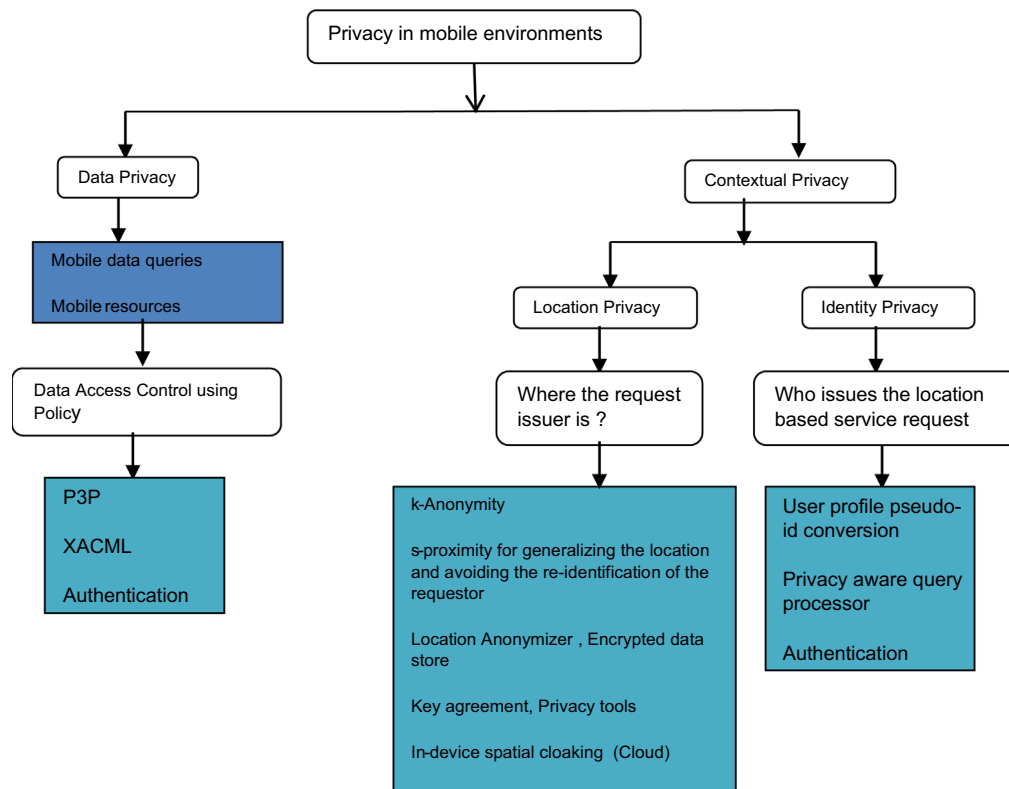 Privacy in mobile environments
Data Privacy
Contextual Privacy
Mobile data queries
Mobile resources
Location Privacy
Identity Privacy
Data Access Control using
Policy
Where the request
issuer is ?
Who issues the location
based service request
P3P
XACML
Authentication
k-Anonymity
s-proximity for generalizing the location
and avoiding the re-identification of the
requestor
Location Anonymizer , Encrypted data
store
Key agreement, Privacy tools
In-device spatial cloaking (Cloud)
User profile pseudo-
id conversion
Privacy aware query
processor
Authentication